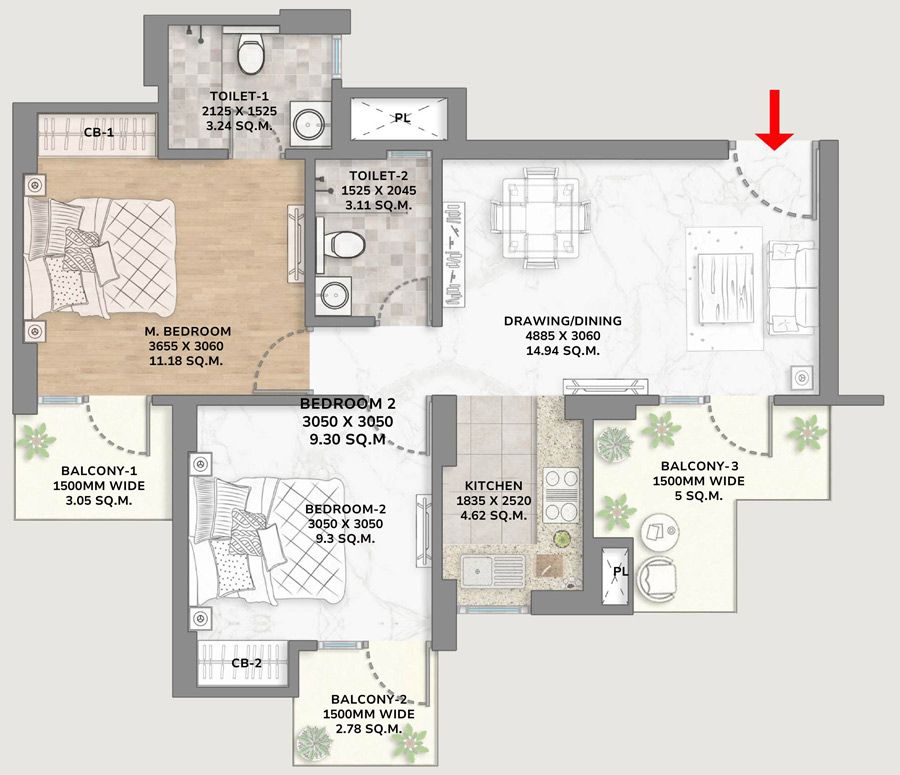 TOILET-1
2125 X 1525
3.24 SQ.M.
PL
CB-1
TOILET-2
1525 X 2045
3.11 SQ.M.
M. BEDROOM
3655 X 3060
11.18 SQ.M.
DRAWING/DINING
4885 X 3060
14.94 SQ.M.
BEDROOM 2
3050 X 3050
9.30 SQ.M
BALCONY-1
1500MM WIDE
3.05 SQ.M.
BEDROOM-2
3050 X 3050
9.3 SQ.M.
KITCHEN
1835 X 2520
4.62 SQ.M.
BALCONY-3
1500MM WIDE
5 SQ.M.
PL
CB-2
BALCONY-2
1500MM WIDE
2.78 SQ.M.